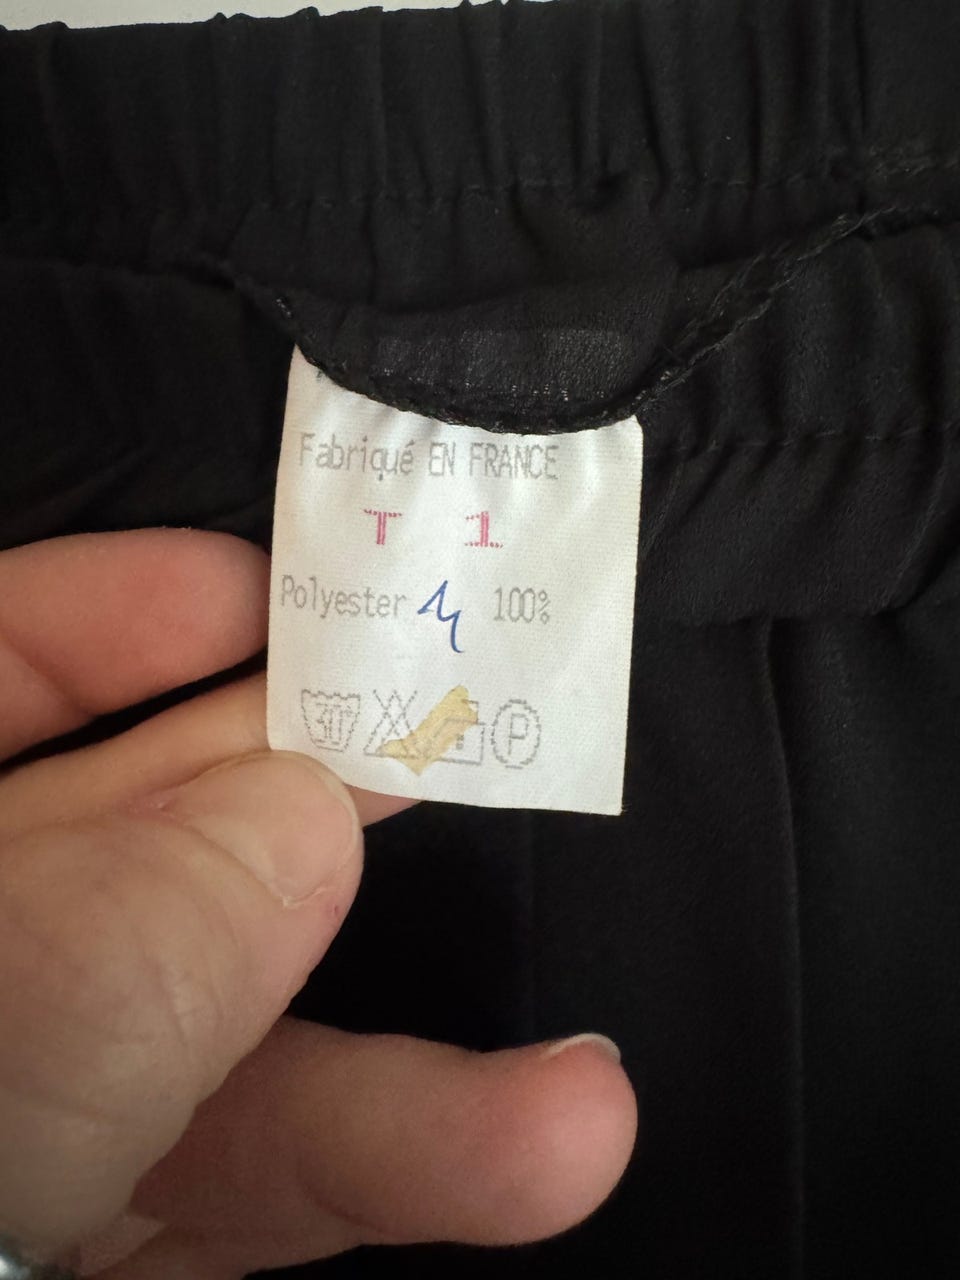 Fabriqué EN FRANCE
T 1
Polyester 100%
30° P